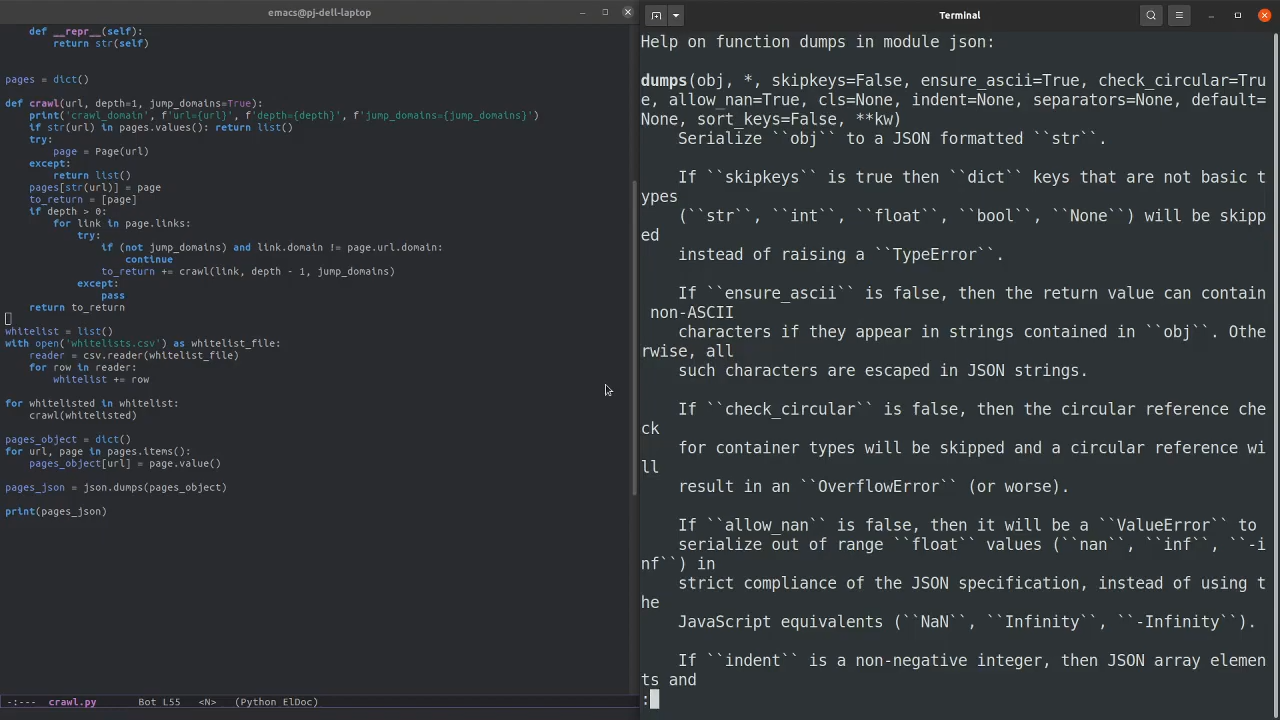 emacs@pj-dell-laptop
    def __repr__(self):
        return str(self)
pages = dict()
def crawl(url, depth=1, jump_domains=True):
    print('crawl_domain', f'url={url}', f'depth={depth}', f'jump_domains={jump_domains}')
    if str(url) in pages.values(): return list()
    try:
        page = Page(url)
    except:
        return list()
    pages[str(url)] = page
    to_return = [page]
    if depth > 0:
        for link in page.links:
            try:
                if (not jump_domains) and link.domain != page.url.domain:
                    continue
                to_return += crawl(link, depth - 1, jump_domains)
            except:
                pass
    return to_return
whitelist = list()
with open('whitelists.csv') as whitelist_file:
    reader = csv.reader(whitelist_file)
    for row in reader:
        whitelist += row
for whitelisted in whitelist:
    crawl(whitelisted)
pages_object = dict()
for url, page in pages.items():
    pages_object[url] = page.value()
pages_json = json.dumps(pages_object)
print(pages_json)
-:---  crawl.py       Bot L55   <N>   (Python ElDoc)
Terminal
Help on function dumps in module json:
dumps(obj, *, skipkeys=False, ensure_ascii=True, check_circular=Tru
e, allow_nan=True, cls=None, indent=None, separators=None, default=
None, sort_keys=False, **kw)
    Serialize ``obj`` to a JSON formatted ``str``.
    If ``skipkeys`` is true then ``dict`` keys that are not basic t
ypes
    (``str``, ``int``, ``float``, ``bool``, ``None``) will be skipp
ed
    instead of raising a ``TypeError``.
    If ``ensure_ascii`` is false, then the return value can contain
 non-ASCII
    characters if they appear in strings contained in ``obj``. Othe
rwise, all
    such characters are escaped in JSON strings.
    If ``check_circular`` is false, then the circular reference che
ck
    for container types will be skipped and a circular reference wi
ll
    result in an ``OverflowError`` (or worse).
    If ``allow_nan`` is false, then it will be a ``ValueError`` to
    serialize out of range ``float`` values (``nan``, ``inf``, ``-i
nf``) in
    strict compliance of the JSON specification, instead of using t
he
    JavaScript equivalents (``NaN``, ``Infinity``, ``-Infinity``).
    If ``indent`` is a non-negative integer, then JSON array elemen
ts and
: